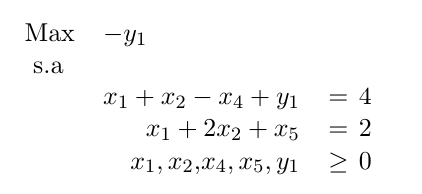 Max −y₁
s.a
x₁ + x₂ − x₄ + y₁ = 4
x₁ + 2x₂ + x₅ = 2
x₁, x₂,x₄, x₅, y₁ ≥ 0